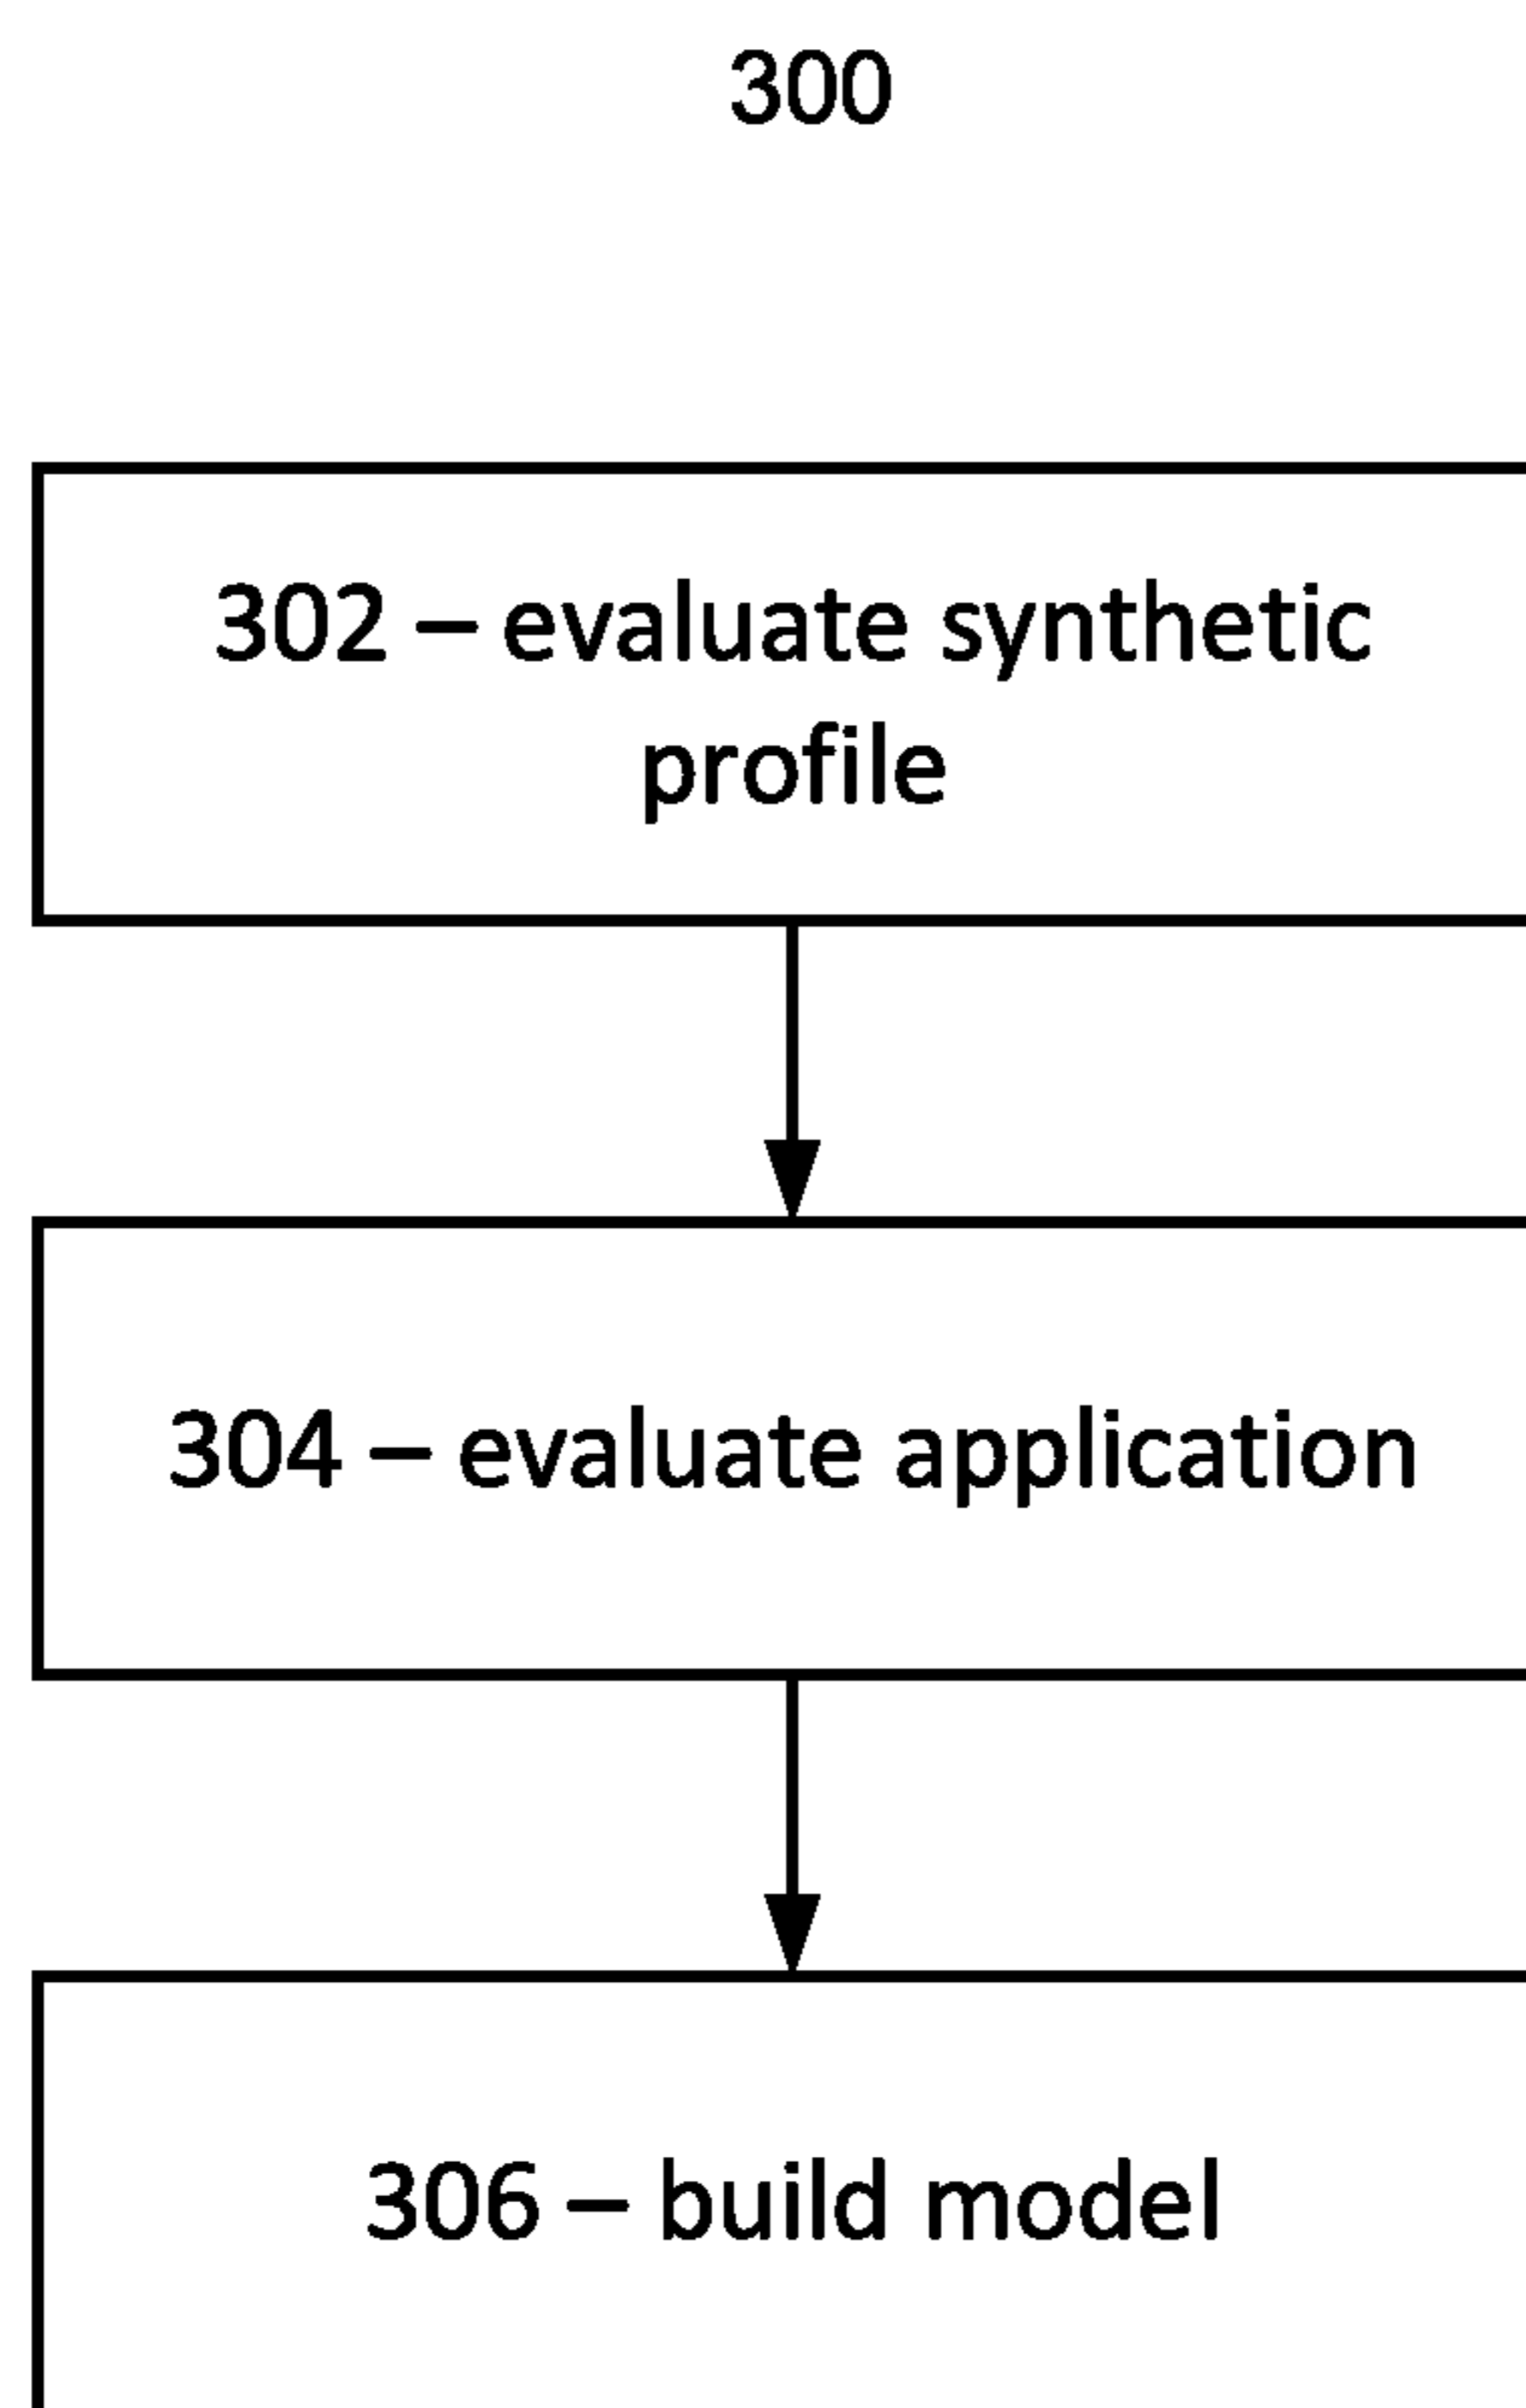 300
302 – evaluate synthetic
profile
304 – evaluate application
306 – build model